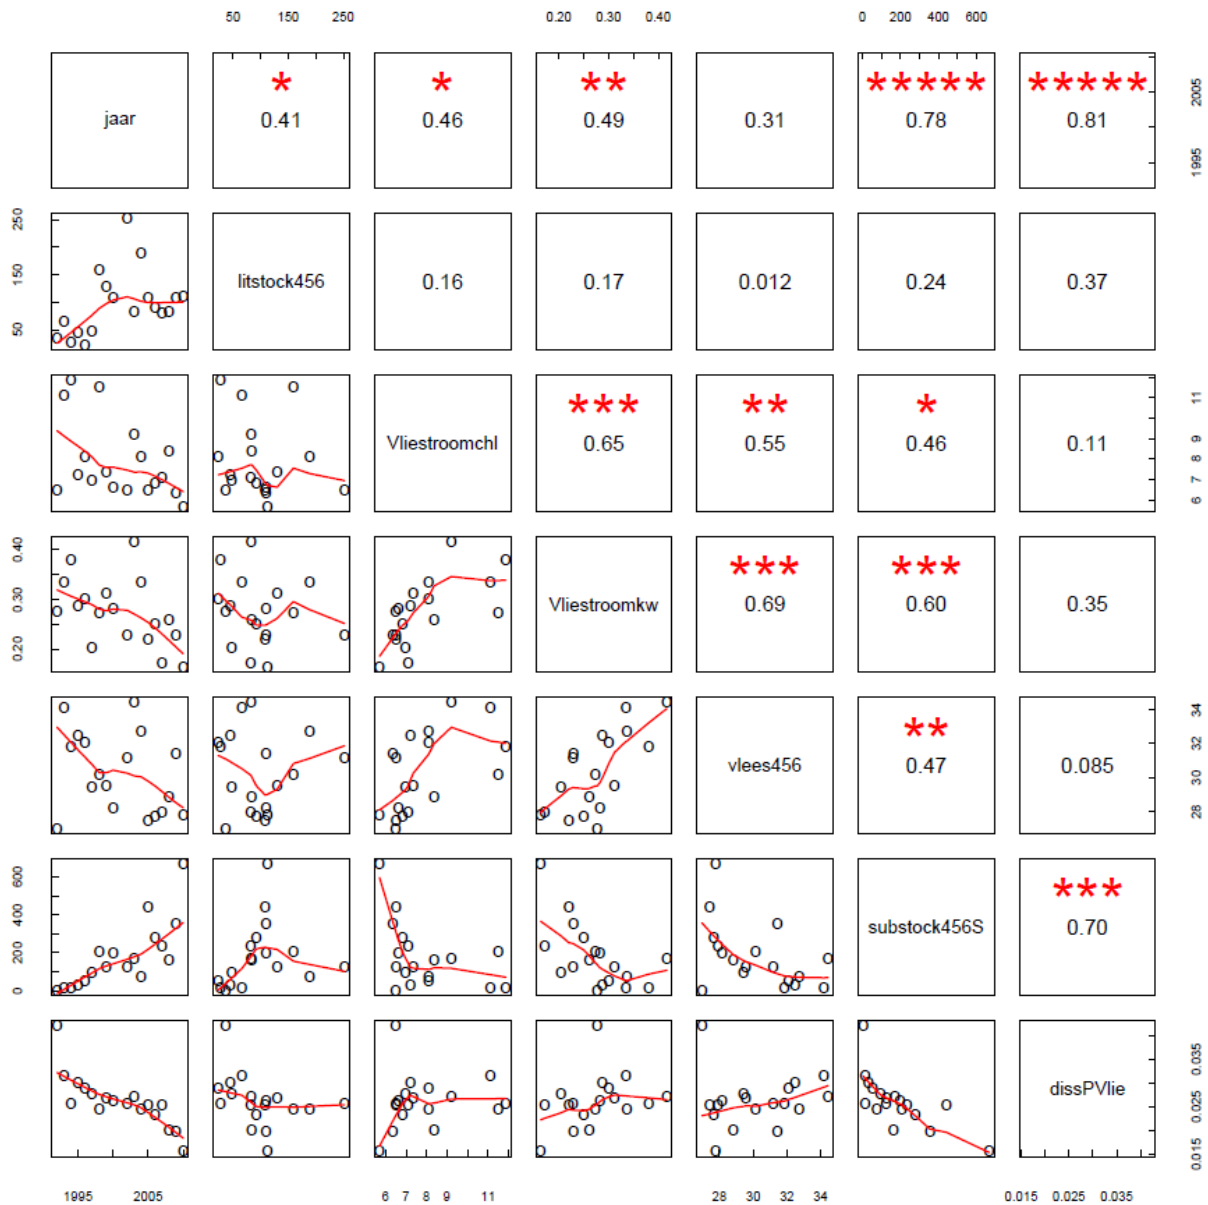 50 150 250 0.20 0.30 0.40 0 200 400 600
jaar * 0.41 * 0.46 ** 0.49 0.31 ***** 0.78 ***** 0.81 1995 2005
50 150 250 litstock456 0.16 0.17 0.012 0.24 0.37
Vliestroomchl *** 0.65 ** 0.55 * 0.46 0.11 6 7 8 9 11
0.20 0.30 0.40 Vliestroomkw *** 0.69 *** 0.60 0.35
vlees456 ** 0.47 0.085 28 30 32 34
0 200 400 600 substock456S *** 0.70
dissPVlie 0.015 0.025 0.035
1995 2005 6 7 8 9 11 28 30 32 34 0.015 0.025 0.035